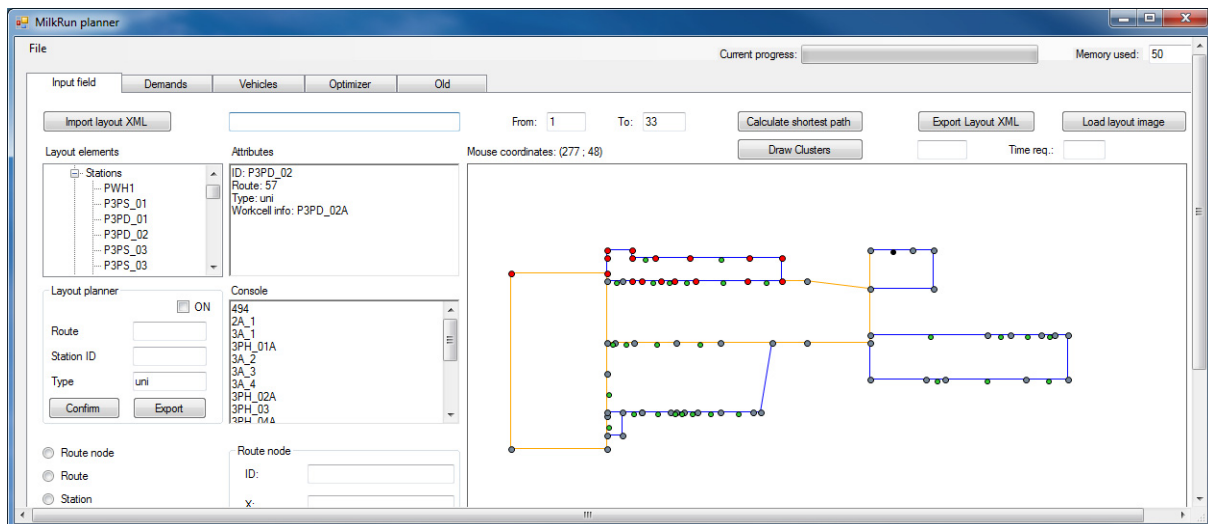 MilkRun planner
File
Current progress:
Memory used: 50
Input field Demands Vehicles Optimizer Old
Import layout XML
From: 1 To: 33
Calculate shortest path
Export Layout XML
Load layout image
Layout elements
Attributes
Mouse coordinates: (277 ; 48)
Draw Clusters
Time req.:
Stations
PWH1
P3PS_01
P3PD_01
P3PD_02
P3PS_03
P3PS_03
ID: P3PD_02
Route: 57
Type: uni
Workcell info: P3PD_02A
Layout planner
ON
Route
Station ID
Type uni
Confirm Export
Console
494
2A_1
3A_1
3PH_01A
3A_2
3A_3
3A_4
3PH_02A
3PH_03
3PH_04A
Route node
Route
Station
Route node
ID:
X: